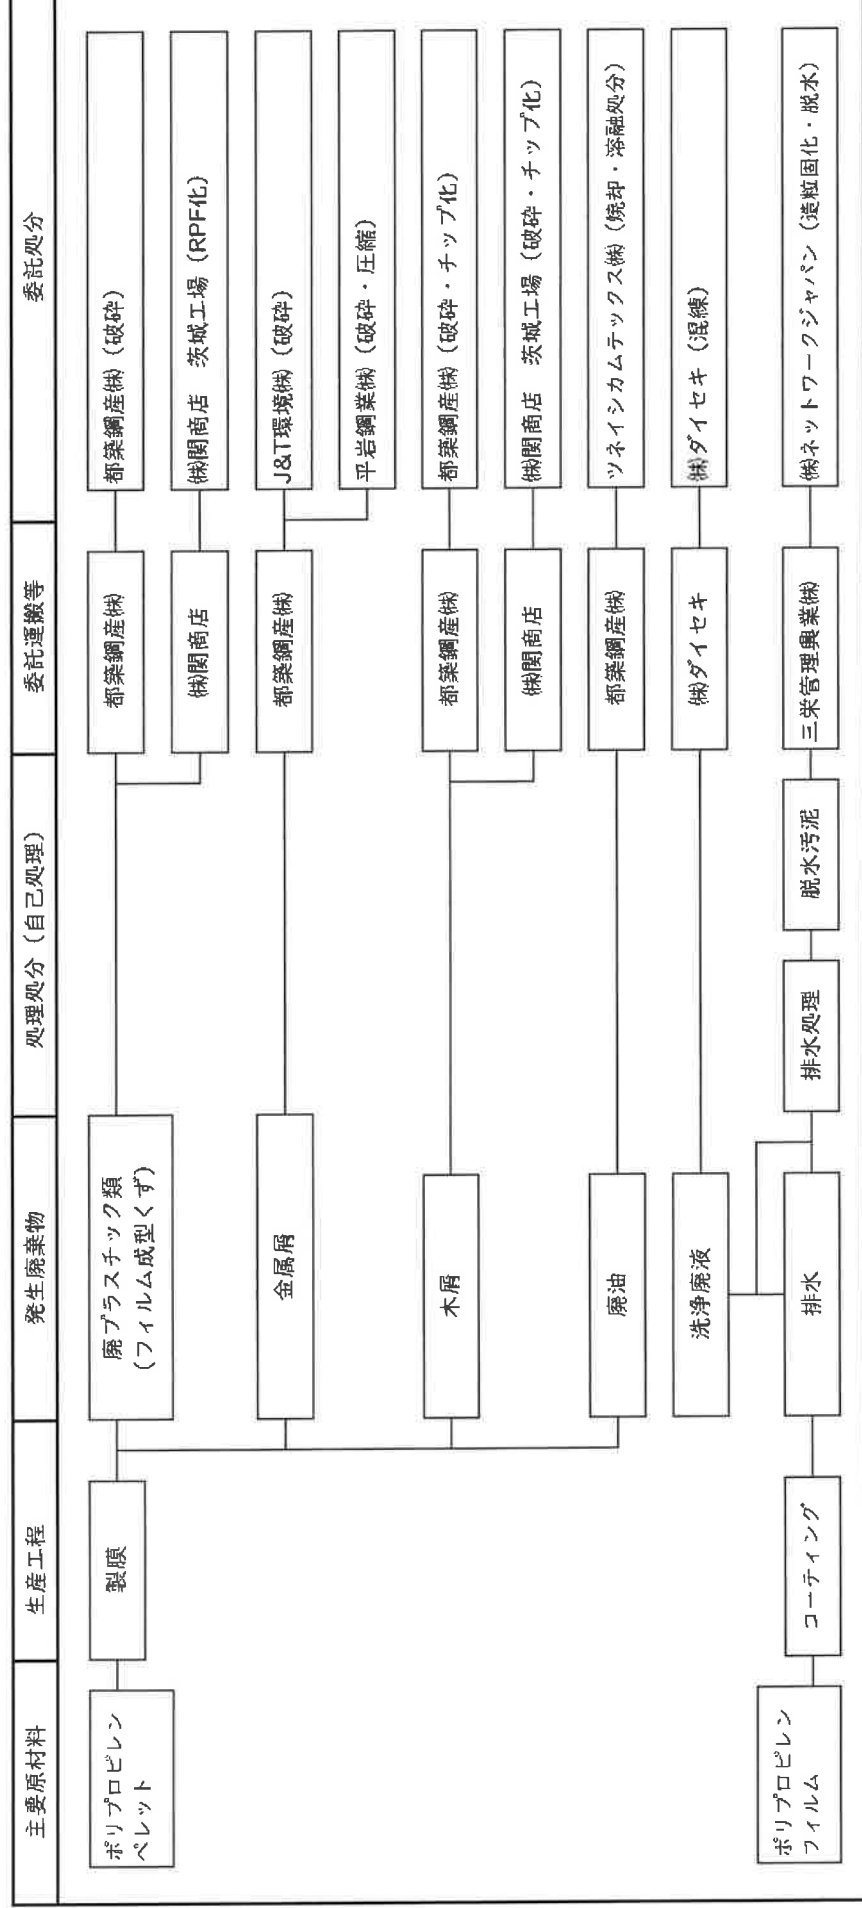 主要原材料
生産工程
発生廃棄物
処理処分（自己処理）
委託運搬等
委託処分
ポリプロピレン
ペレット
製膜
廃プラスチック類
（フィルム成型くず）
都築鋼産㈱
都築鋼産㈱（破砕）
㈱関商店
㈱関商店　茨城工場（RPF化）
金属屑
都築鋼産㈱
J&T環境㈱（破砕）
平岩鋼業㈱（破砕・圧縮）
木屑
都築鋼産㈱
都築鋼産㈱（破砕・チップ化）
㈱関商店
㈱関商店　茨城工場（破砕・チップ化）
廃油
都築鋼産㈱
ツネイシカムテックス㈱（焼却・溶融処分）
洗浄廃液
㈱ダイセキ
㈱ダイセキ（混練）
ポリプロピレン
フィルム
コーティング
排水
排水処理
脱水汚泥
三栄管理興業㈱
㈱ネットワークジャパン（造粒固化・脱水）